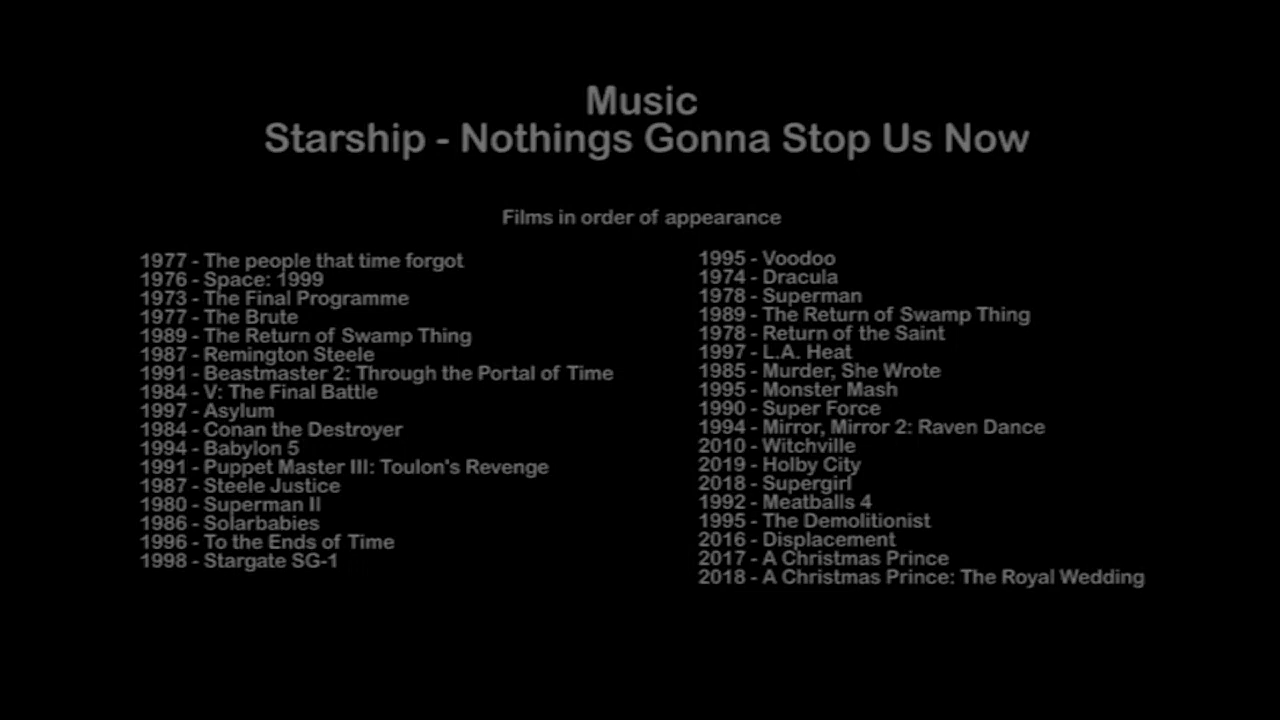 Music
Starship - Nothings Gonna Stop Us Now
Films in order of appearance
1977 - The people that time forgot
1976 - Space: 1999
1973 - The Final Programme
1977 - The Brute
1989 - The Return of Swamp Thing
1987 - Remington Steele
1991 - Beastmaster 2: Through the Portal of Time
1984 - V: The Final Battle
1997 - Asylum
1984 - Conan the Destroyer
1994 - Babylon 5
1991 - Puppet Master III: Toulon's Revenge
1987 - Steele Justice
1980 - Superman II
1986 - Solarbabies
1996 - To the Ends of Time
1998 - Stargate SG-1
1995 - Voodoo
1974 - Dracula
1978 - Superman
1989 - The Return of Swamp Thing
1978 - Return of the Saint
1997 - L.A. Heat
1985 - Murder, She Wrote
1995 - Monster Mash
1990 - Super Force
1994 - Mirror, Mirror 2: Raven Dance
2010 - Witchville
2019 - Holby City
2018 - Supergirl
1992 - Meatballs 4
1995 - The Demolitionist
2016 - Displacement
2017 - A Christmas Prince
2018 - A Christmas Prince: The Royal Wedding